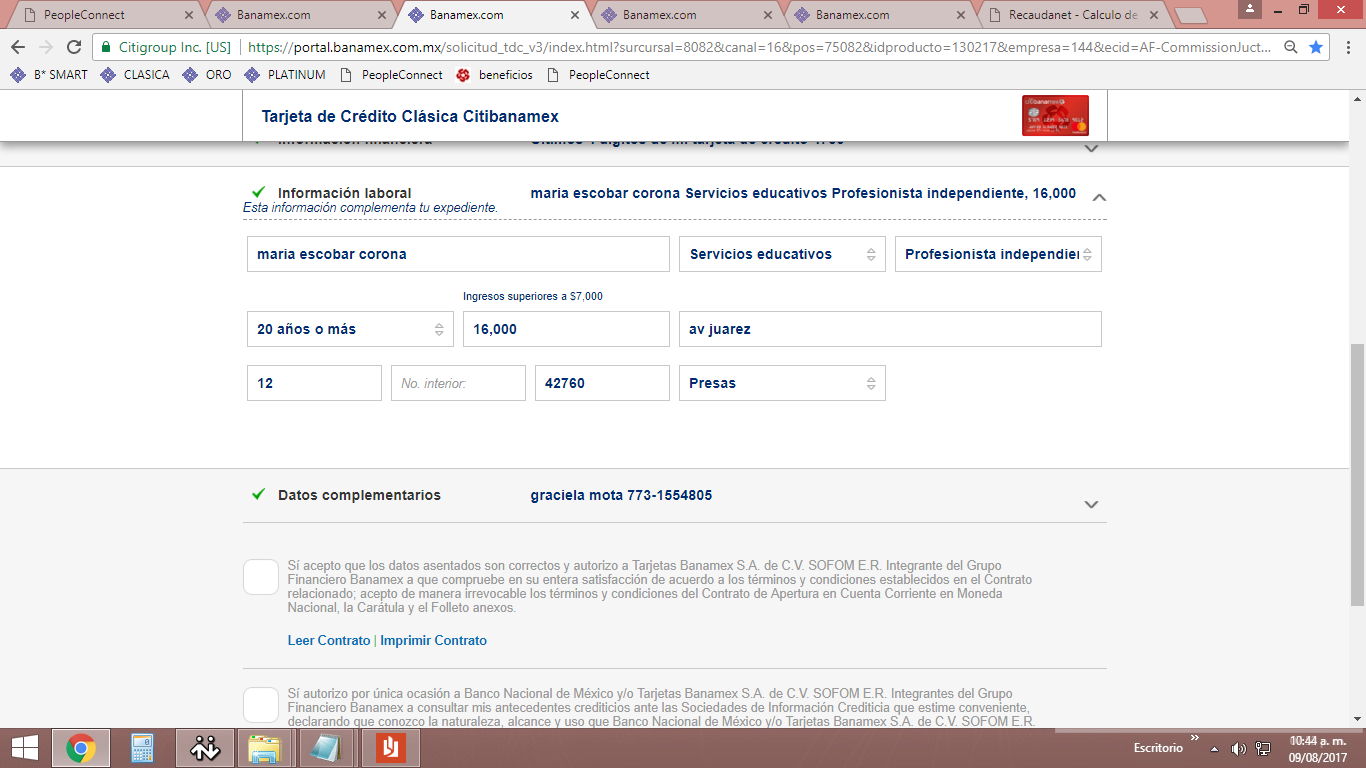 PeopleConnect
Banamex.com
Banamex.com
Banamex.com
Banamex.com
Recaudanet - Calculo de
Citigroup Inc. [US]
https://portal.banamex.com.mx/solicitud_tdc_v3/index.html?surcursal=8082&canal=16&pos=75082&idproducto=130217&empresa=144&ecid=AF-CommissionJuct...
B* SMART
CLASICA
ORO
PLATINUM
PeopleConnect
beneficios
PeopleConnect
Tarjeta de Crédito Clásica Citibanamex
Información laboral
maria escobar corona Servicios educativos Profesionista independiente, 16,000
Esta información complementa tu expediente.
maria escobar corona
Servicios educativos
Profesionista independien
Ingresos superiores a $7,000
20 años o más
16,000
av juarez
12
No. interior:
42760
Presas
Datos complementarios
graciela mota 773-1554805
Sí acepto que los datos asentados son correctos y autorizo a Tarjetas Banamex S.A. de C.V. SOFOM E.R. Integrante del Grupo
Financiero Banamex a que compruebe en su entera satisfacción de acuerdo a los términos y condiciones establecidos en el Contrato
relacionado; acepto de manera irrevocable los términos y condiciones del Contrato de Apertura en Cuenta Corriente en Moneda
Nacional, la Carátula y el Folleto anexos.
Leer Contrato | Imprimir Contrato
Sí autorizo por única ocasión a Banco Nacional de México y/o Tarjetas Banamex S.A. de C.V. SOFOM E.R. Integrantes del Grupo
Financiero Banamex a consultar mis antecedentes crediticios ante las Sociedades de Información Crediticia que estime conveniente,
declarando que conozco la naturaleza, alcance y uso que Banco Nacional de México y/o Tarjetas Banamex S.A. de C.V. SOFOM E.R.
Escritorio
10:44 a. m.
09/08/2017